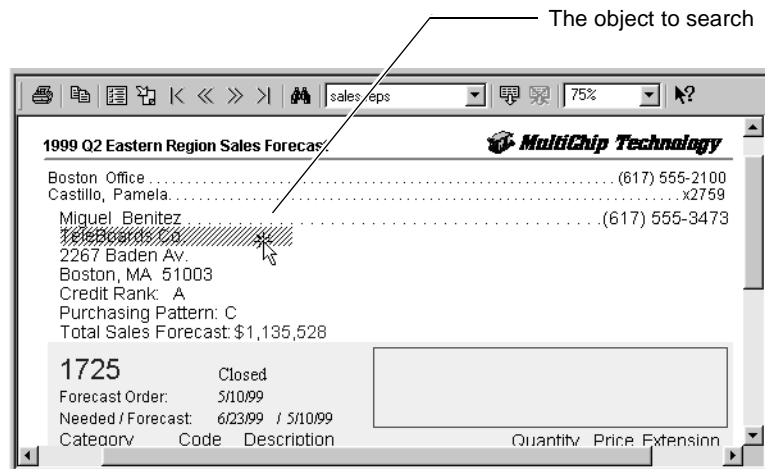 The object to search
sales reps 75% ?
1999 Q2 Eastern Region Sales Forecast MultiChip Technology
Boston Office (617) 555-2100
Castillo, Pamela x2759
Miguel Benitez (617) 555-3473
TeleBoards Co.
2267 Baden Av.
Boston, MA 51003
Credit Rank: A
Purchasing Pattern: C
Total Sales Forecast: $1,135,528
1725 Closed
Forecast Order: 5/10/99
Needed / Forecast: 6/23/99 / 5/10/99
Category Code Description Quantity Price Extension